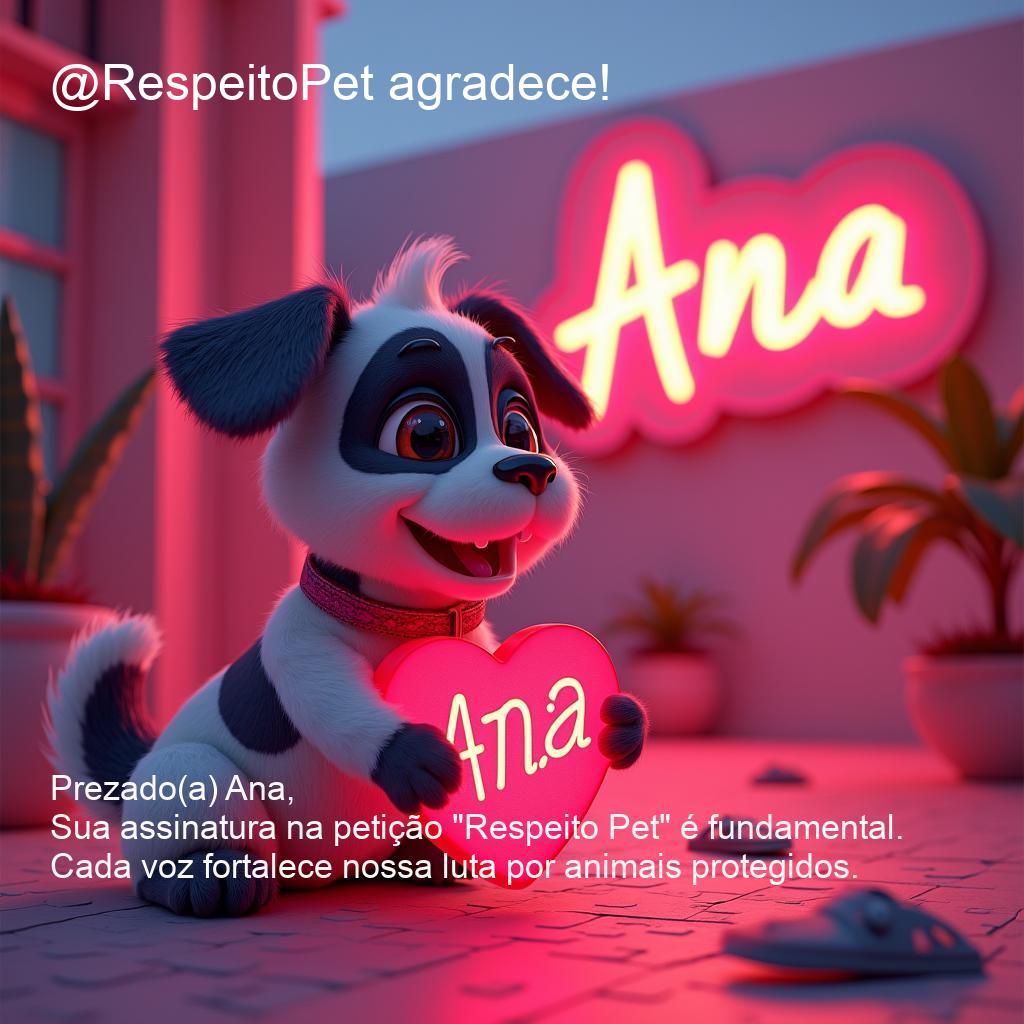 @RespeitoPet agradece!
Ana
Ana
Prezado(a) Ana,
Sua assinatura na petição "Respeito Pet" é fundamental.
Cada voz fortalece nossa luta por animais protegidos.